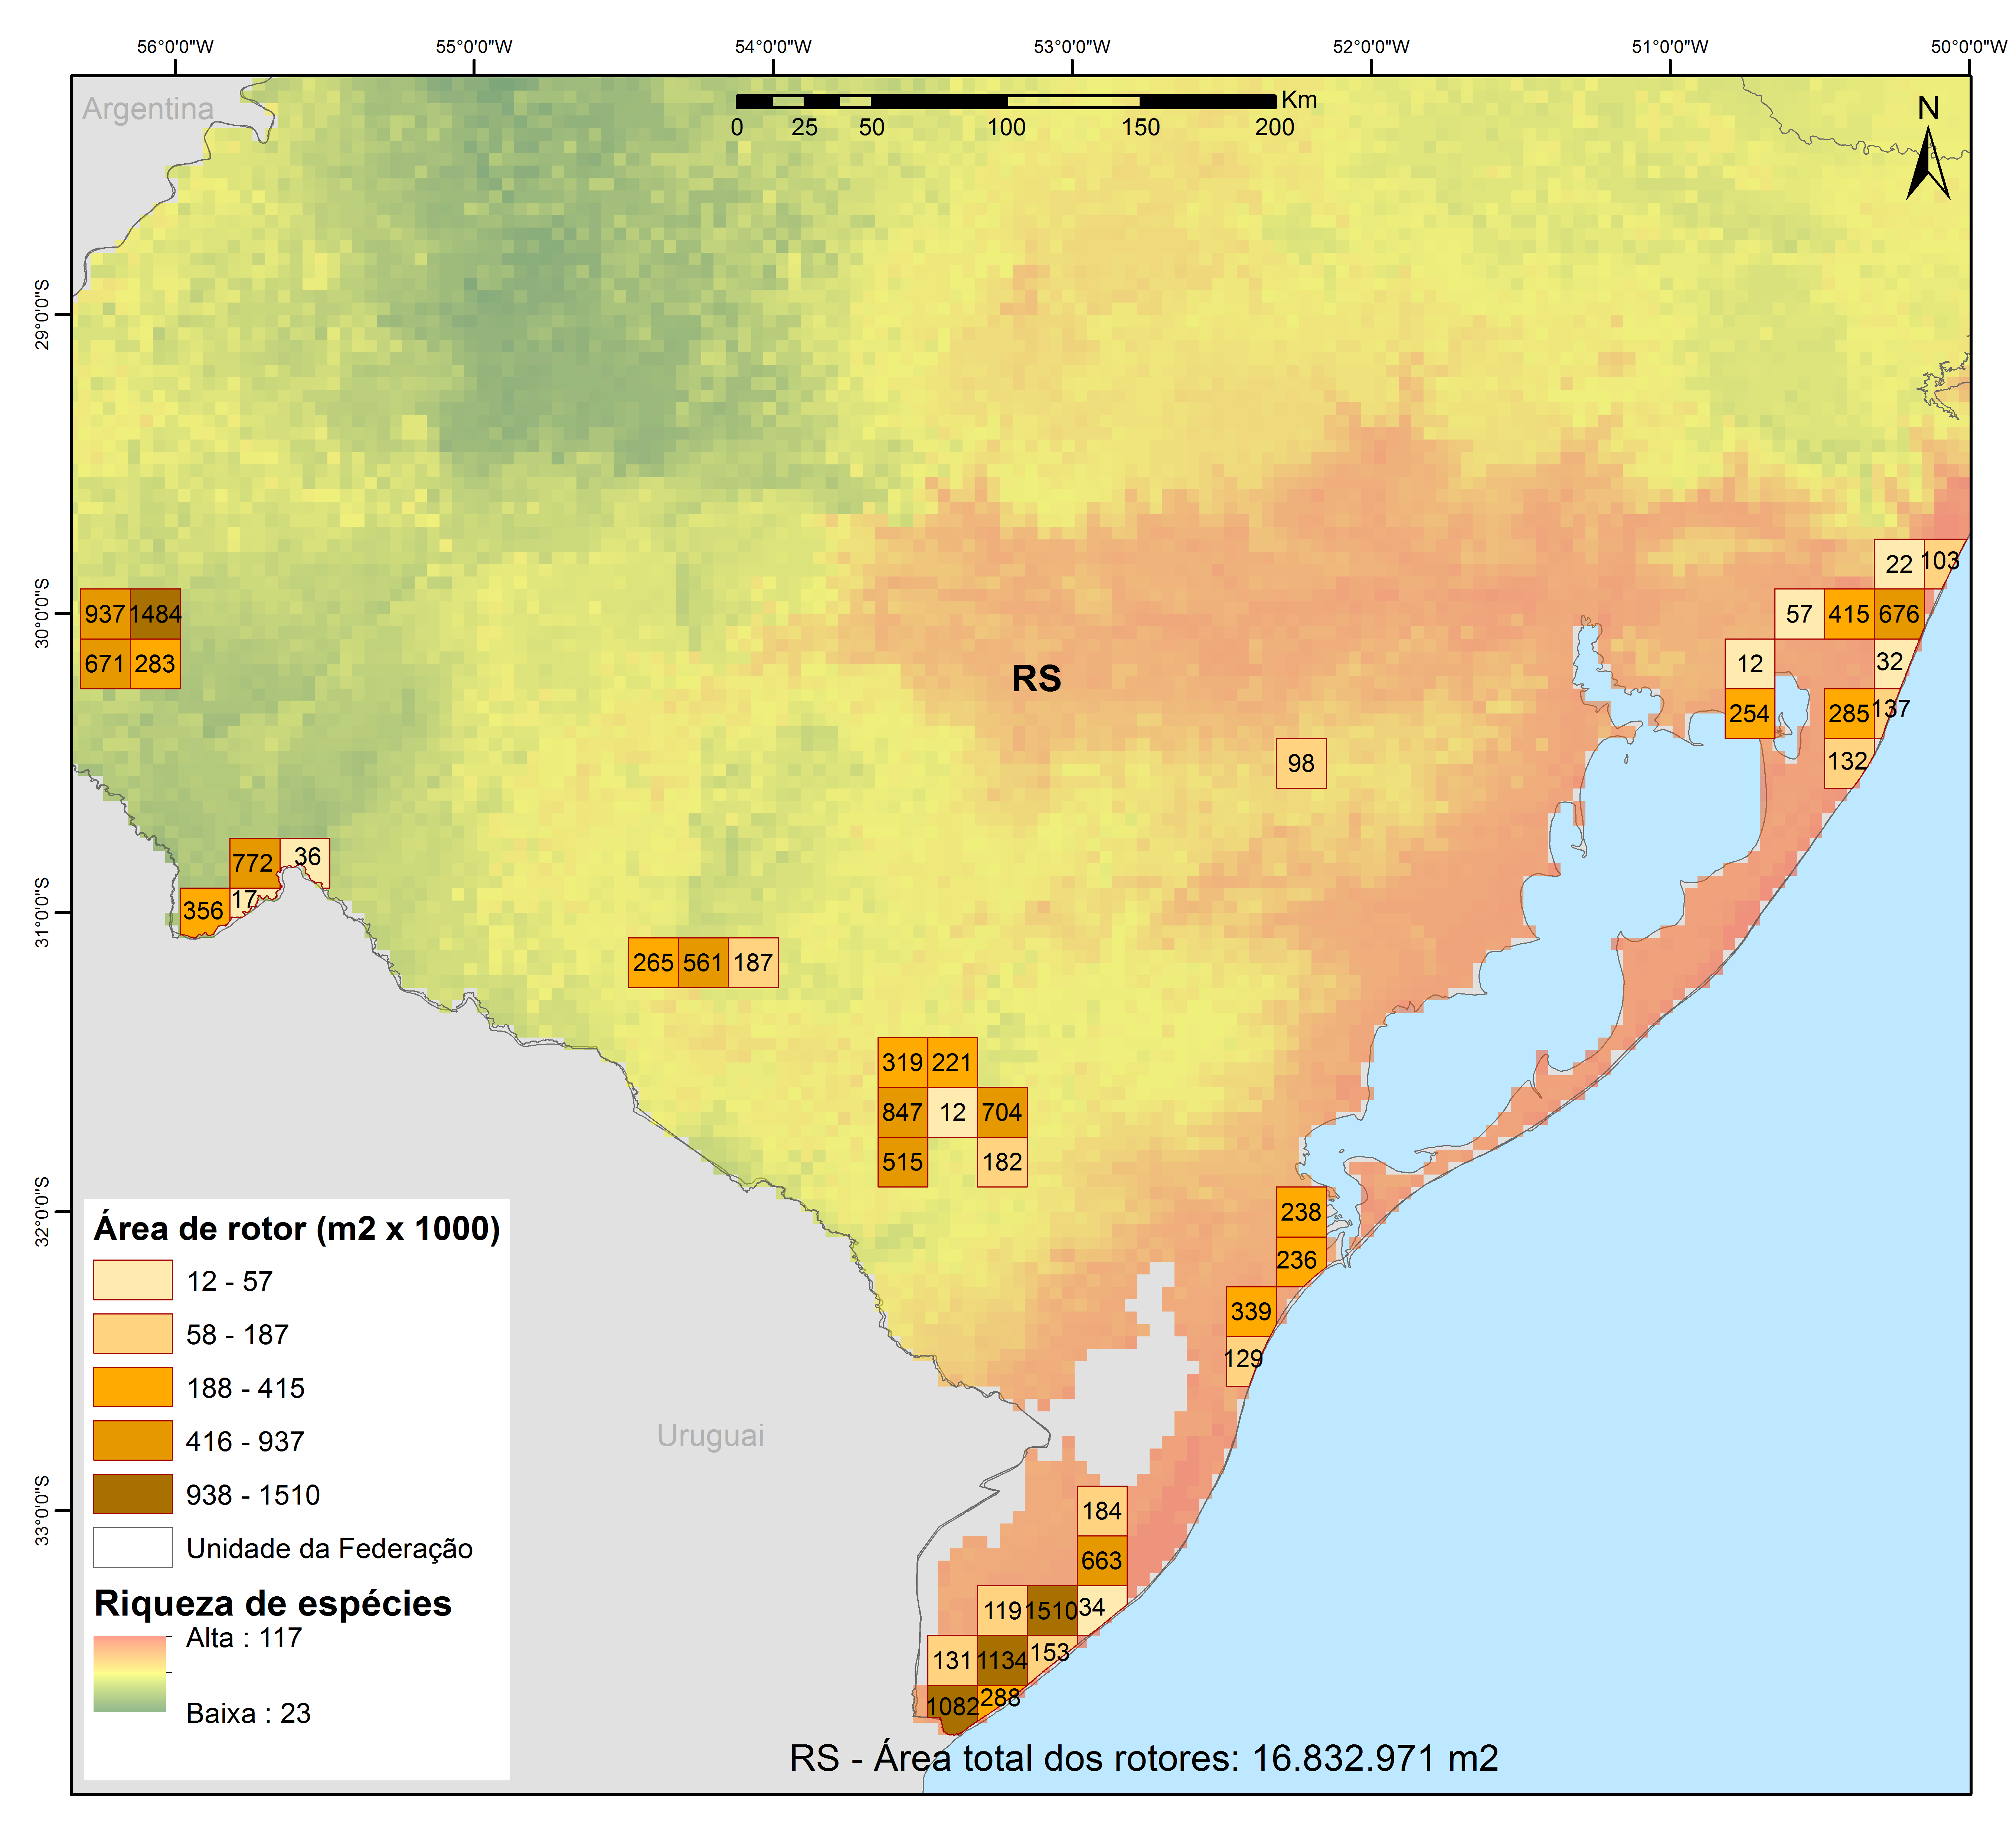 56°0'0"W 55°0'0"W 54°0'0"W 53°0'0"W 52°0'0"W 51°0'0"W 50°0'0"W
Argentina
Km
0 25 50 100 150 200
N
29°0'0"S
30°0'0"S
31°0'0"S
32°0'0"S
33°0'0"S
22 103
937 1484
57 415 676
671 283
12 32
RS
254 285 137
98 132
772 36
356 17
265 561 187
319 221
847 12 704
515 182
238
236
339
129
Uruguai
184
663
119 1510 34
131 1134 153
1082 288
Área de rotor (m2 x 1000)
12 - 57
58 - 187
188 - 415
416 - 937
938 - 1510
Unidade da Federação
Riqueza de espécies
Alta : 117
Baixa : 23
RS - Área total dos rotores: 16.832.971 m2